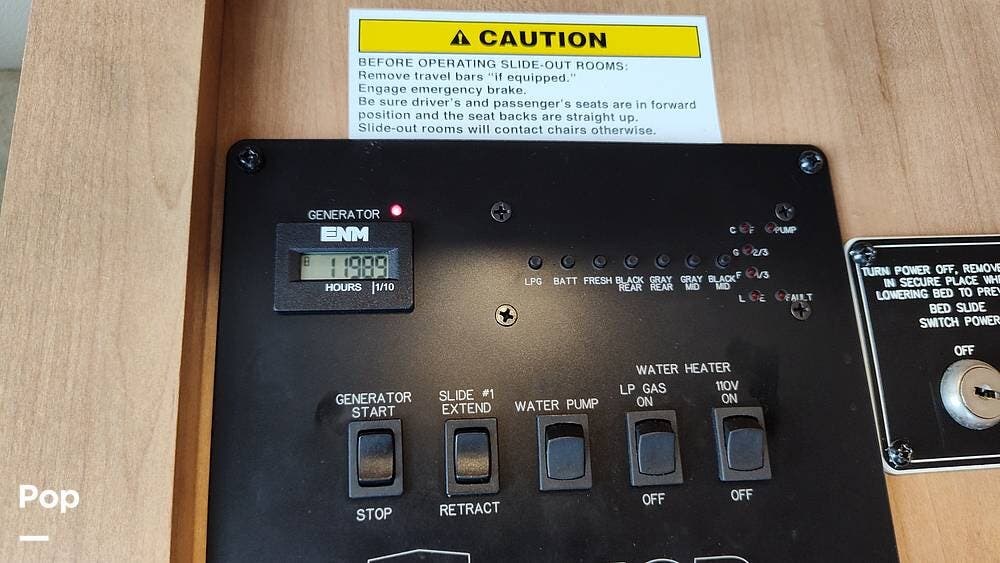 CAUTION
BEFORE OPERATING SLIDE-OUT ROOMS:
Remove travel bars "if equipped."
Engage emergency brake.
Be sure driver's and passenger's seats are in forward
position and the seat backs are straight up.
Slide-out rooms will contact chairs otherwise.
GENERATOR
ENM
11989
HOURS 1/10
LPG BATT FRESH BLACK REAR GRAY REAR GRAY MID BLACK MID
C F PUMP
G 2/3
F 1/3
L E FAULT
TURN POWER OFF, REMOVE
IN SECURE PLACE
LOWERING BED TO
BED SLIDE
SWITCH POWER
OFF
WATER HEATER
GENERATOR
START
STOP
SLIDE #1
EXTEND
RETRACT
WATER PUMP
LP GAS
ON
OFF
110V
ON
OFF
Pop